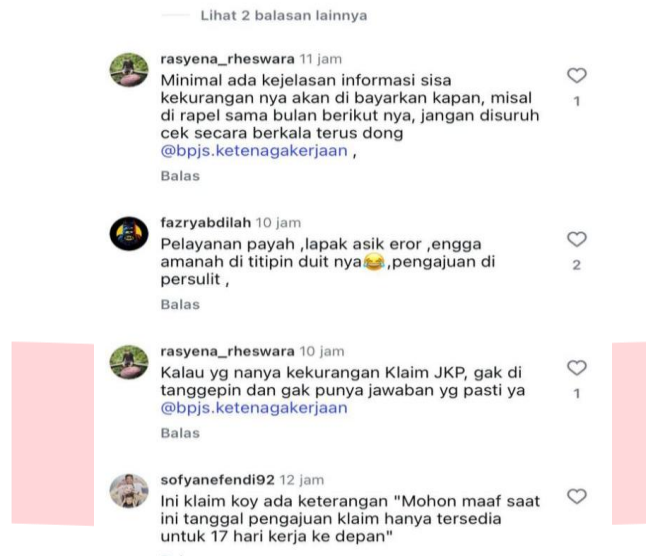 Lihat 2 balasan lainnya
rasyena_rheswara 11 jam
Minimal ada kejelasan informasi sisa
kekurangan nya akan di bayarkan kapan, misal
di rapel sama bulan berikut nya, jangan disuruh
cek secara berkala terus dong
@bpjs.ketenagakerjaan ,
1
Balas
fazryabdilah 10 jam
Pelayanan payah ,lapak asik eror ,engga
amanah di titipin duit nya😂,pengajuan di
persulit ,
2
Balas
rasyena_rheswara 10 jam
Kalau yg nanya kekurangan Klaim JKP, gak di
tanggepin dan gak punya jawaban yg pasti ya
@bpjs.ketenagakerjaan
1
Balas
sofyanefendi92 12 jam
Ini klaim koy ada keterangan "Mohon maaf saat
ini tanggal pengajuan klaim hanya tersedia
untuk 17 hari kerja ke depan"